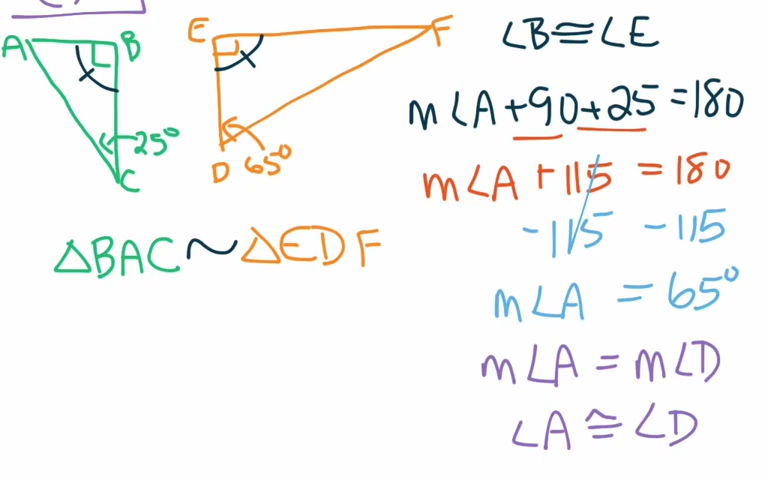 A B E F
25°
C D 65°
△BAC ~ △EDF
∠B≅∠E
m∠A+90+25=180
m∠A+115 = 180
-115 -115
m∠A = 65°
m∠A = m∠D
∠A ≅ ∠D